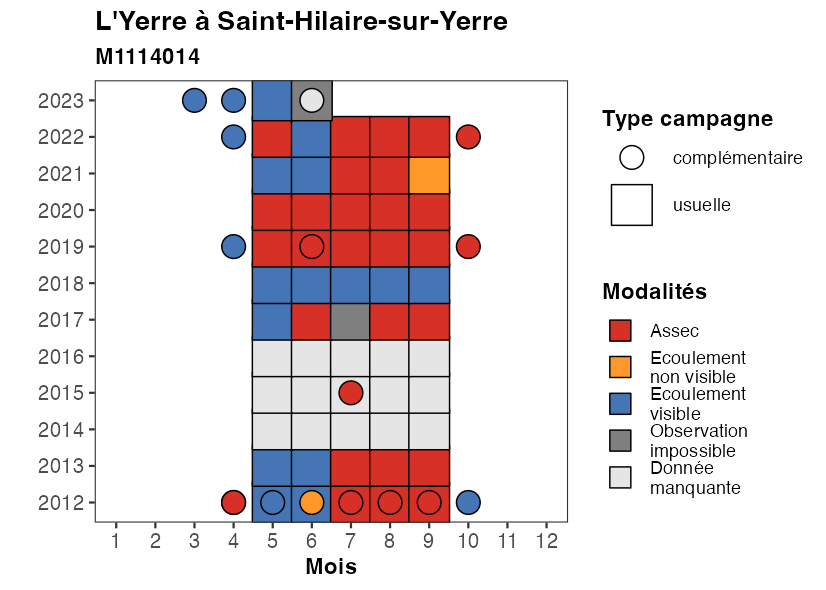 L'Yerre à Saint-Hilaire-sur-Yerre
M1114014
2023
2022
2021
2020
2019
2018
2017
2016
2015
2014
2013
2012
1 2 3 4 5 6 7 8 9 10 11 12
Mois
Type campagne
complémentaire
usuelle
Modalités
Assec
Ecoulement
non visible
Ecoulement
visible
Observation
impossible
Donnée
manquante